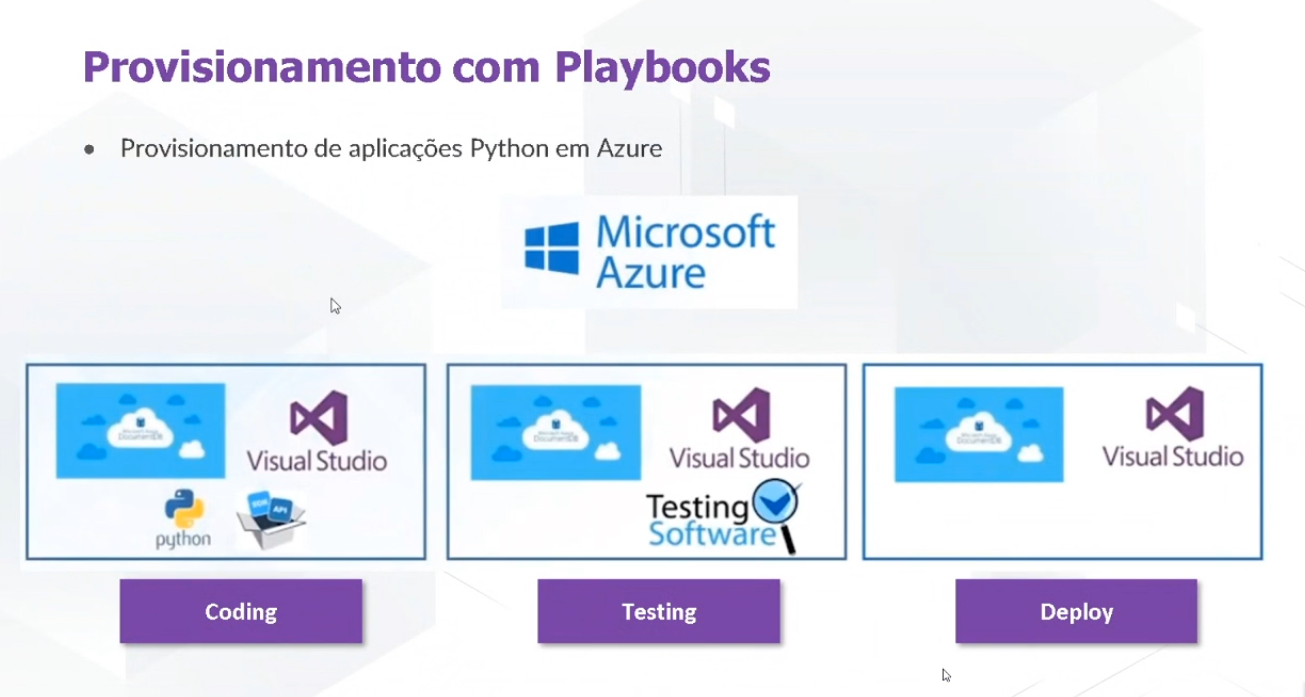 Provisionamento com Playbooks
• Provisionamento de aplicações Python em Azure
Microsoft
Azure
DocumentDB
Visual Studio
python
SDK
API
DocumentDB
Visual Studio
Testing
Software
DocumentDB
Visual Studio
Coding
Testing
Deploy